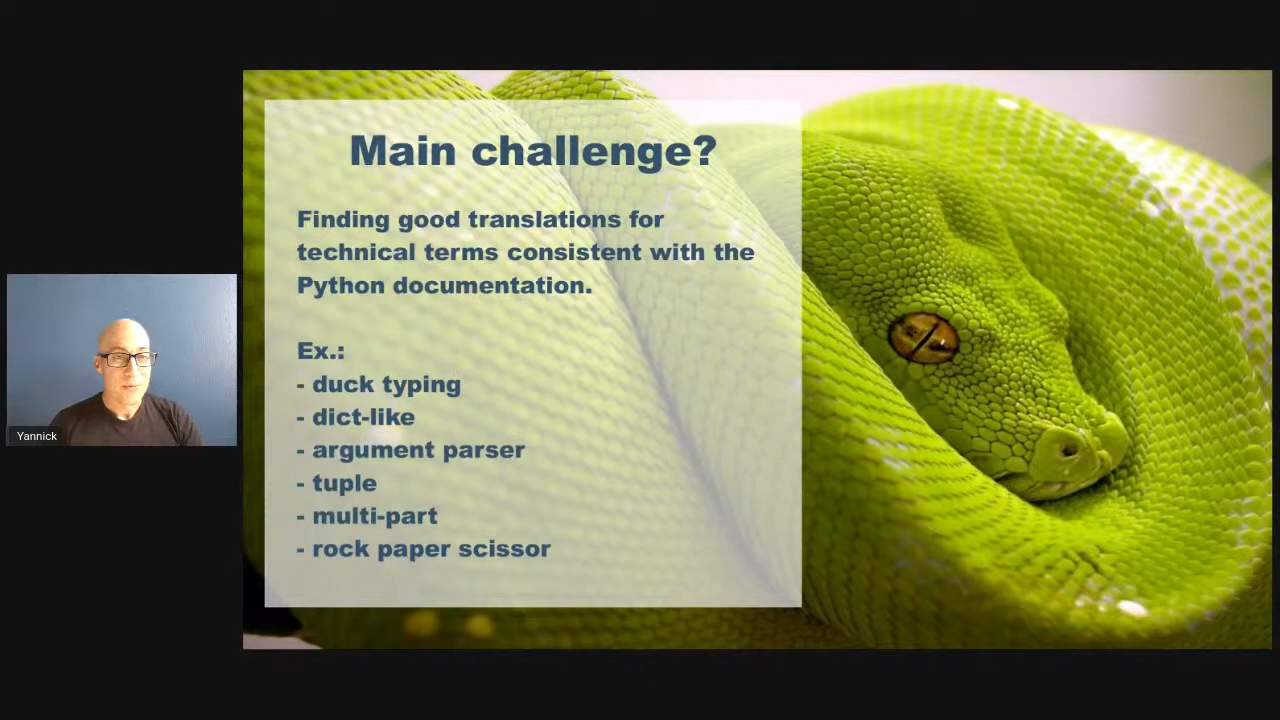 Main challenge?
Finding good translations for
technical terms consistent with the
Python documentation.
Ex.:
- duck typing
- dict-like
- argument parser
- tuple
- multi-part
- rock paper scissor
Yannick